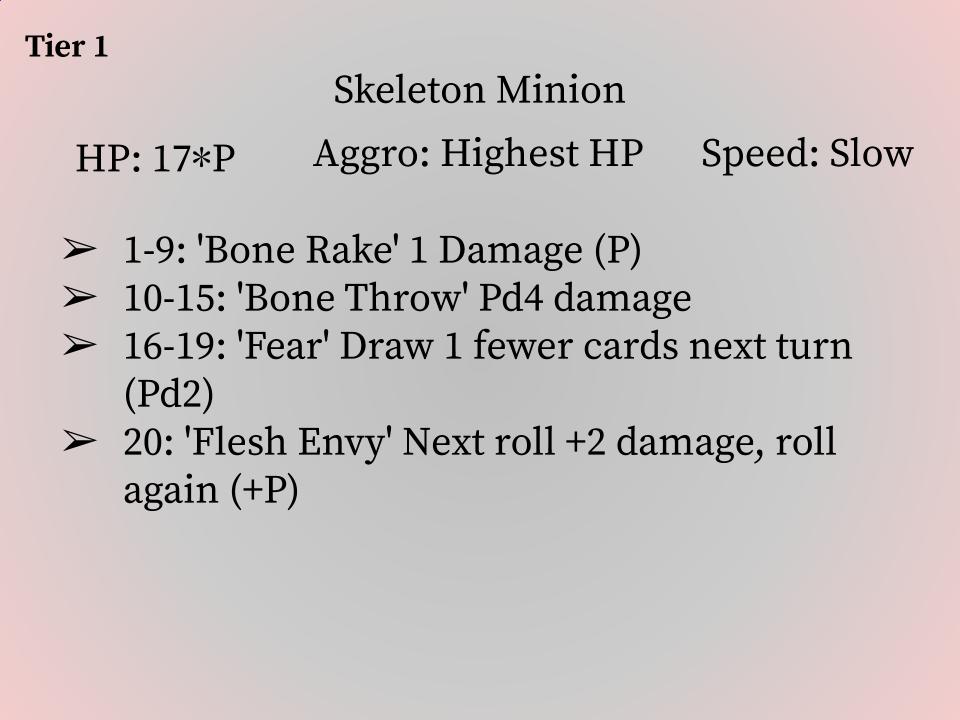 Tier 1
Skeleton Minion
HP: 17*P
Aggro: Highest HP
Speed: Slow
➢ 1-9: 'Bone Rake' 1 Damage (P)
➢ 10-15: 'Bone Throw' Pd4 damage
➢ 16-19: 'Fear' Draw 1 fewer cards next turn
(Pd2)
➢ 20: 'Flesh Envy' Next roll +2 damage, roll
again (+P)